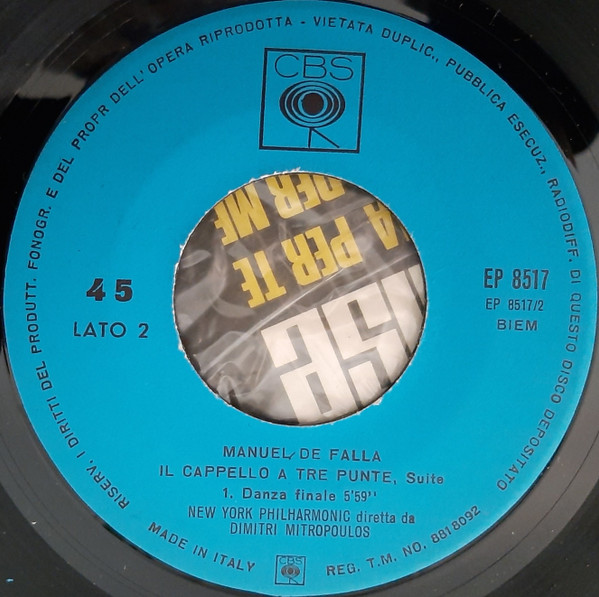 RISERV. I DIRITTI DEL PRODUTT. FONOGR. E DEL PROPR DELL'OPERA RIPRODOTTA - VIETATA DUPLIC., PUBBLICA ESECUZ., RADIODIFF. DI QUESTO DISCO DEPOSITATO
CBS
45
LATO 2
EP 8517
EP 8517/2
BIEM
A PER TE
PER ME
MANUEL DE FALLA
IL CAPPELLO A TRE PUNTE, Suite
1. Danza finale 5'59''
NEW YORK PHILHARMONIC diretta da
DIMITRI MITROPOULOS
MADE IN ITALY
CBS
REG. T.M. NO. 8818092